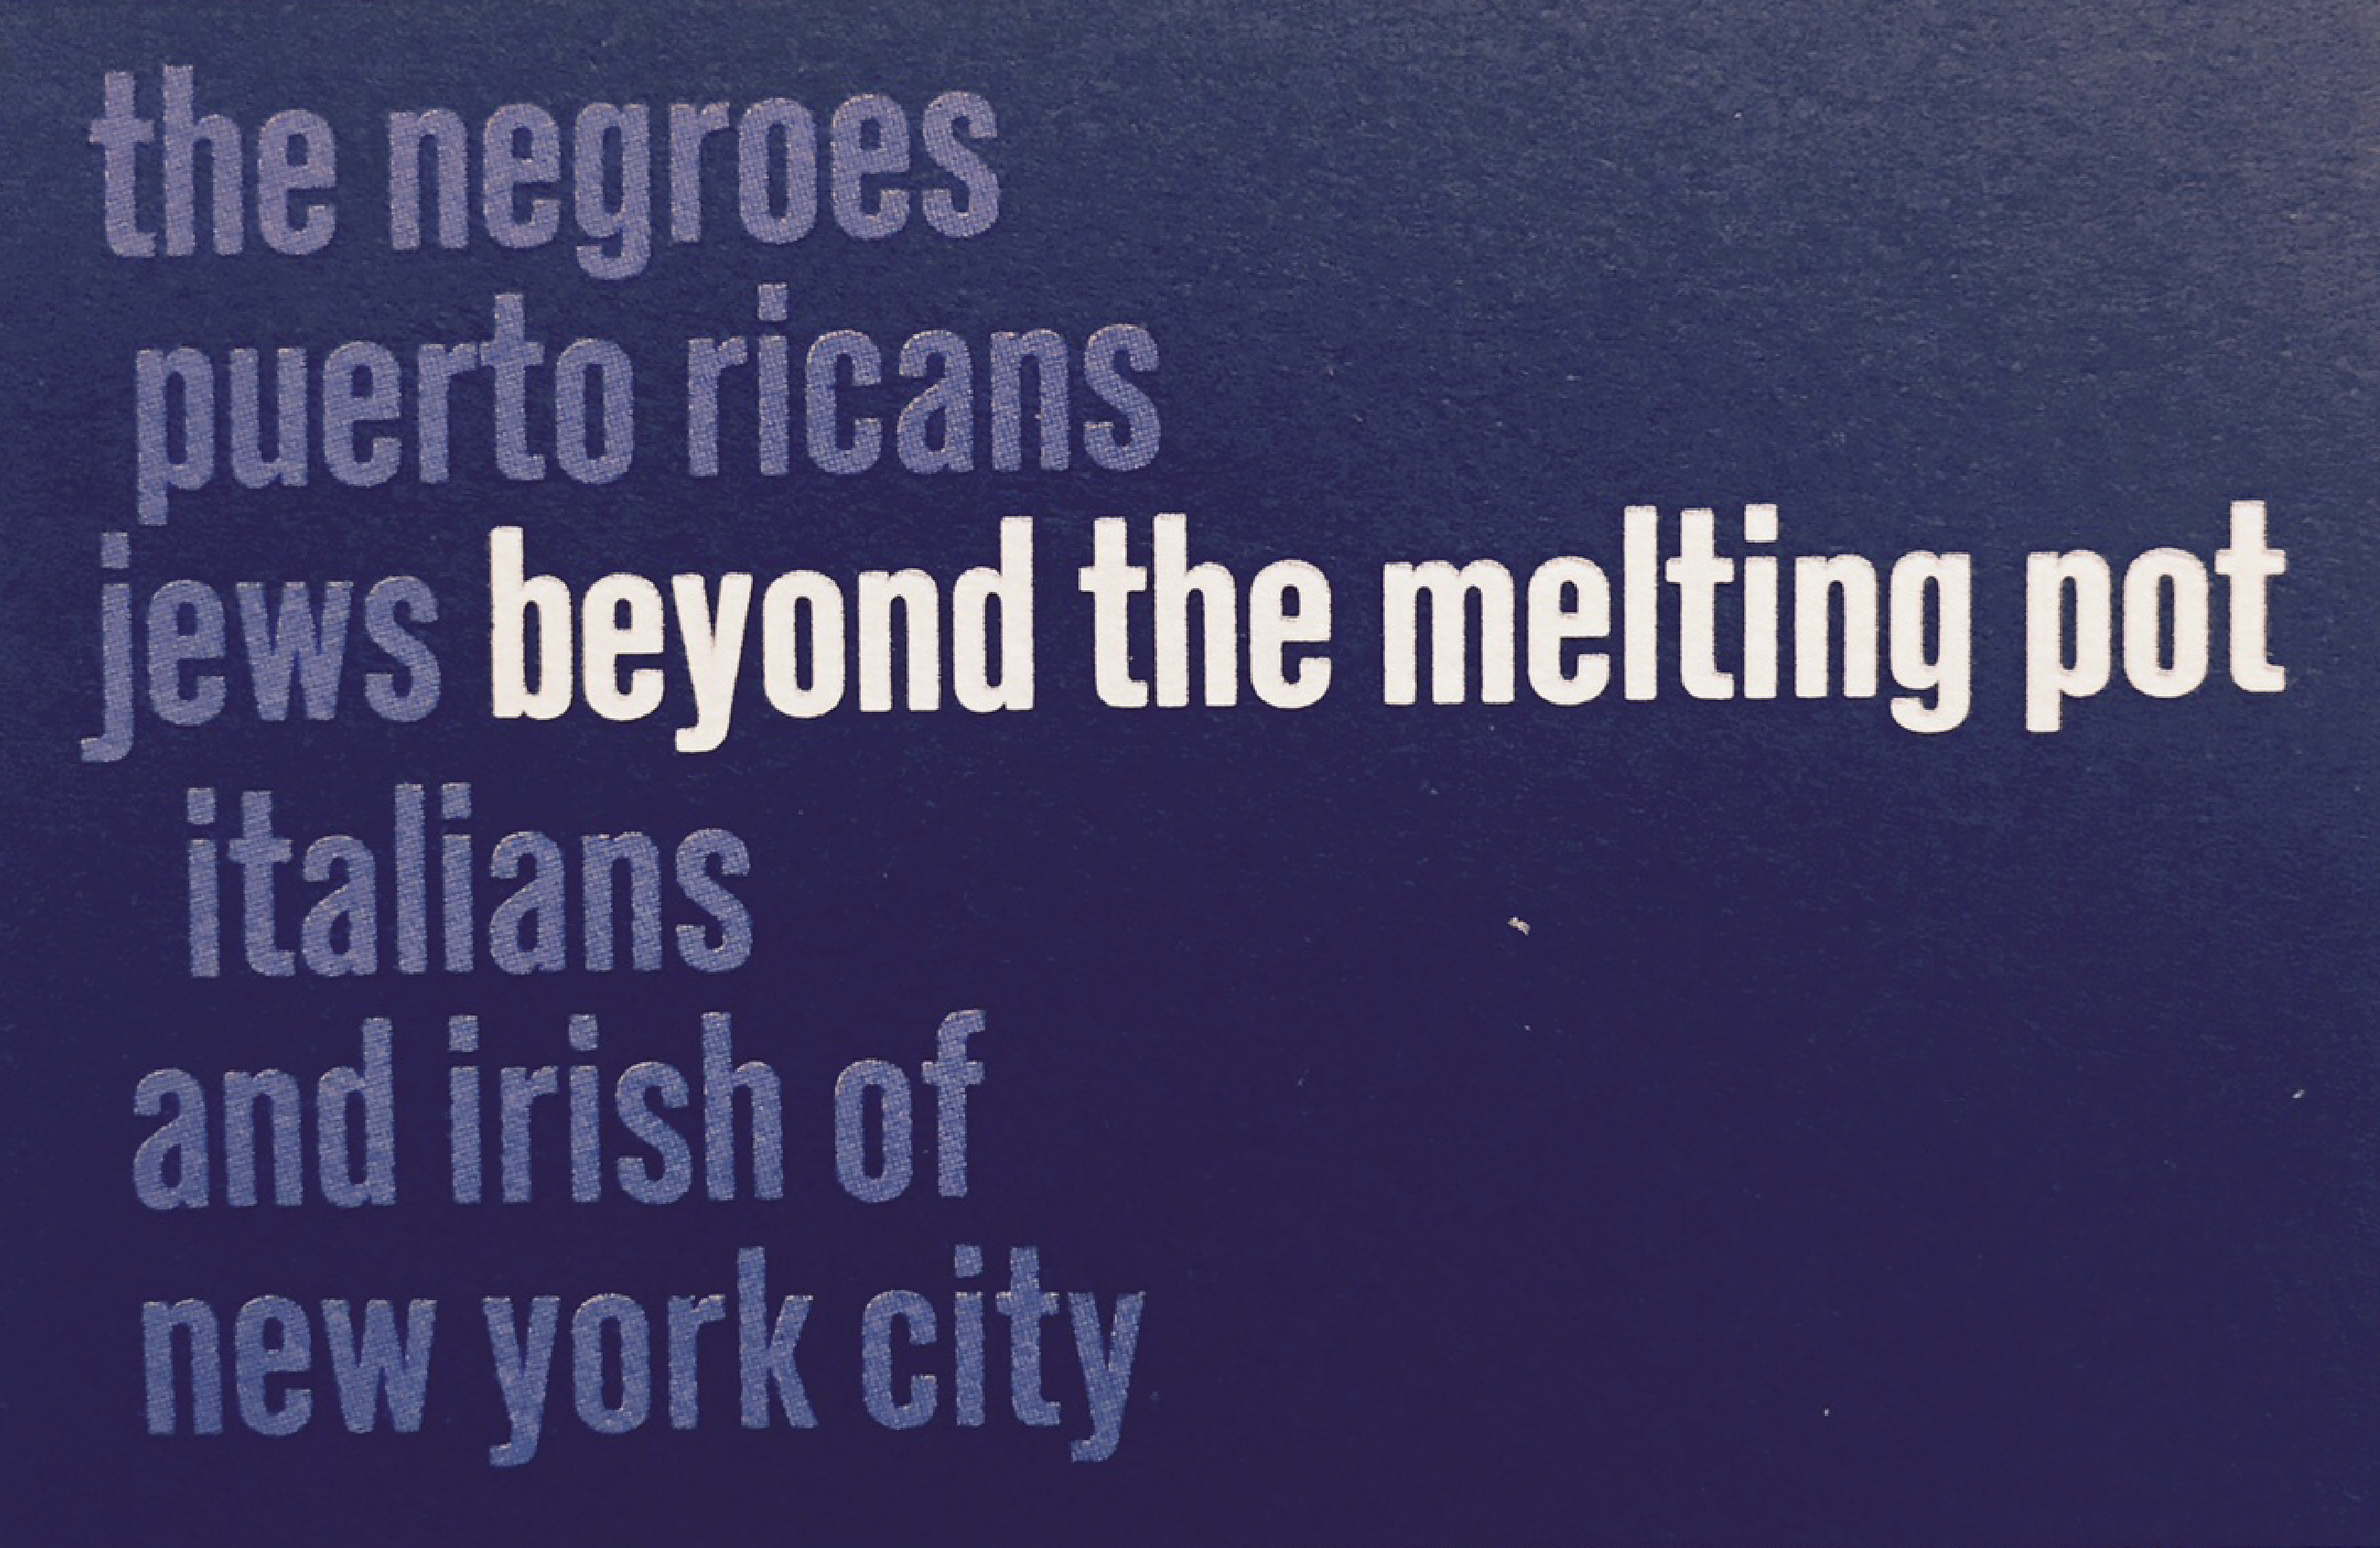 the negroes
puerto ricans
jews beyond the melting pot
italians
and irish of
new york city